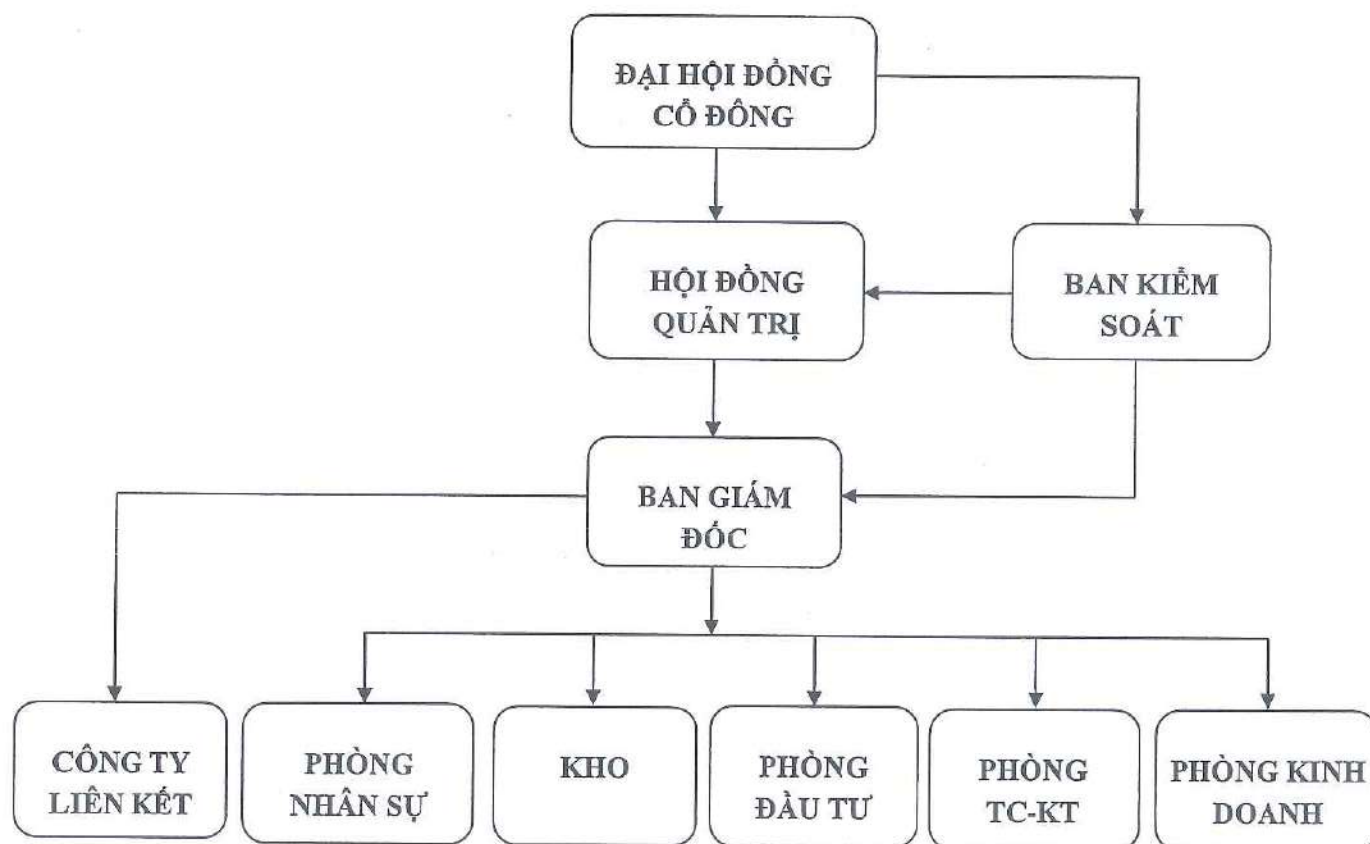 ĐẠI HỘI ĐỒNG
CỔ ĐÔNG
HỘI ĐỒNG
QUẢN TRỊ
BAN KIỂM
SOÁT
BAN GIÁM
ĐỐC
CÔNG TY
LIÊN KẾT
PHÒNG
NHÂN SỰ
KHO
PHÒNG
ĐẦU TƯ
PHÒNG
TC-KT
PHÒNG KINH
DOANH